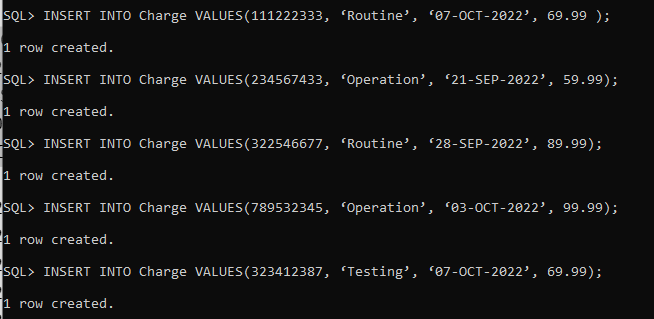 SQL> INSERT INTO Charge VALUES(111222333, ‘Routine’, ‘07-OCT-2022’, 69.99 );
1 row created.
SQL> INSERT INTO Charge VALUES(234567433, ‘Operation’, ‘21-SEP-2022’, 59.99);
1 row created.
SQL> INSERT INTO Charge VALUES(322546677, ‘Routine’, ‘28-SEP-2022’, 89.99);
1 row created.
SQL> INSERT INTO Charge VALUES(789532345, ‘Operation’, ‘03-OCT-2022’, 99.99);
1 row created.
SQL> INSERT INTO Charge VALUES(323412387, ‘Testing’, ‘07-OCT-2022’, 69.99);
1 row created.